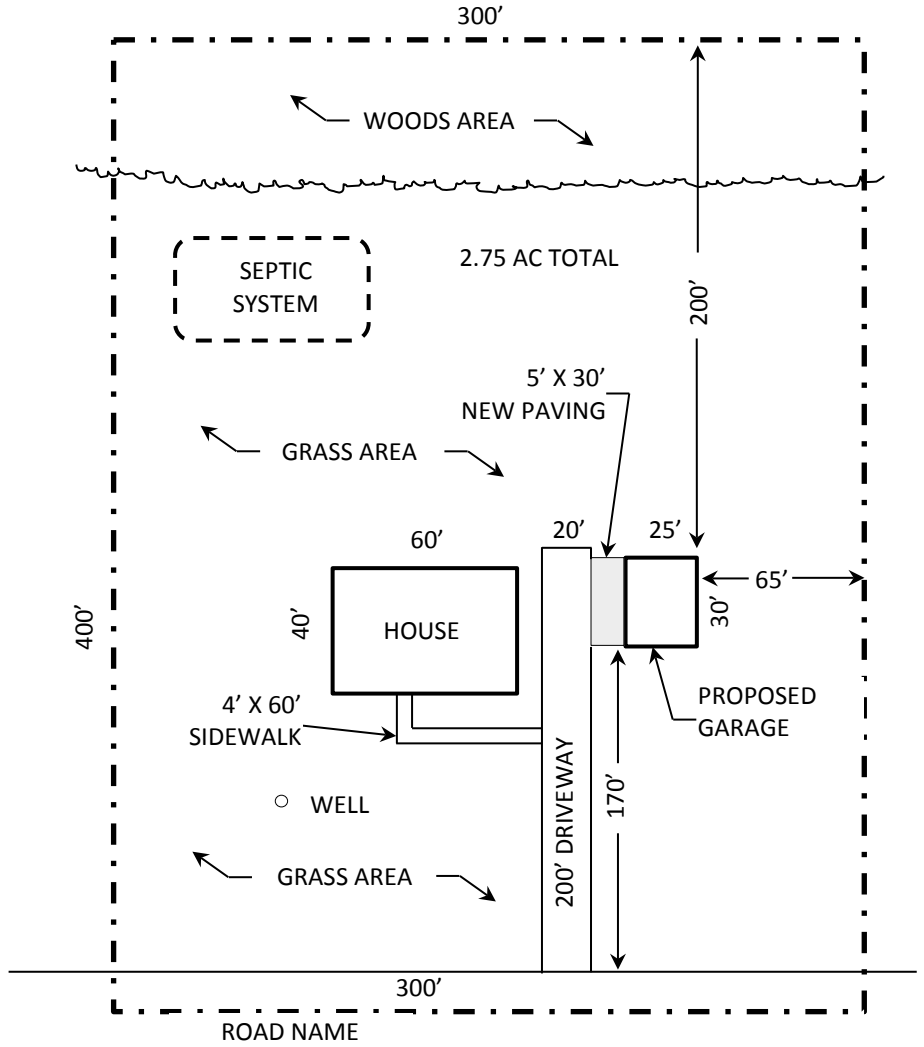 300’
WOODS AREA
2.75 AC TOTAL
SEPTIC
SYSTEM
200’
5’ X 30’
NEW PAVING
GRASS AREA
60’
20’
25’
65’
400’
40’
HOUSE
30’
4’ X 60’
SIDEWALK
PROPOSED
GARAGE
200’ DRIVEWAY
170’
WELL
GRASS AREA
300’
ROAD NAME